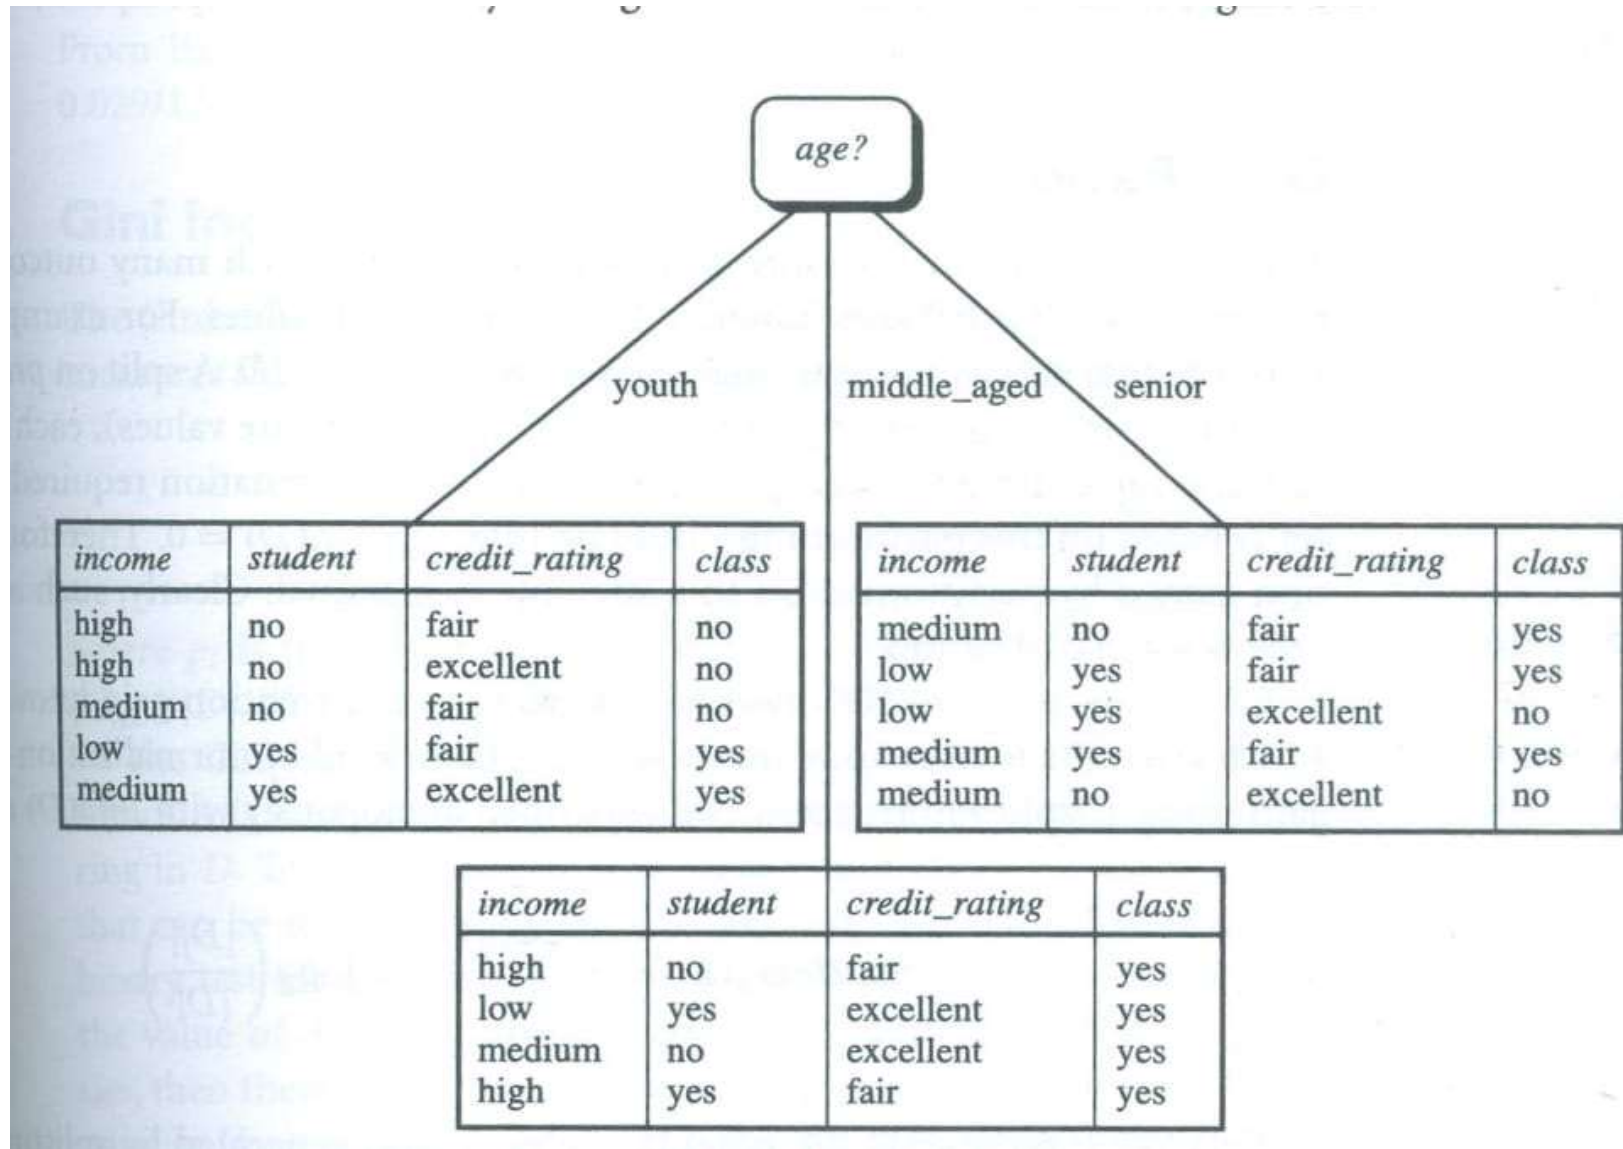 age?
youth middle_aged senior
income student credit_rating class
high no fair no
high no excellent no
medium no fair no
low yes fair yes
medium yes excellent yes
income student credit_rating class
medium no fair yes
low yes fair yes
low yes excellent no
medium yes fair yes
medium no excellent no
income student credit_rating class
high no fair yes
low yes excellent yes
medium no excellent yes
high yes fair yes